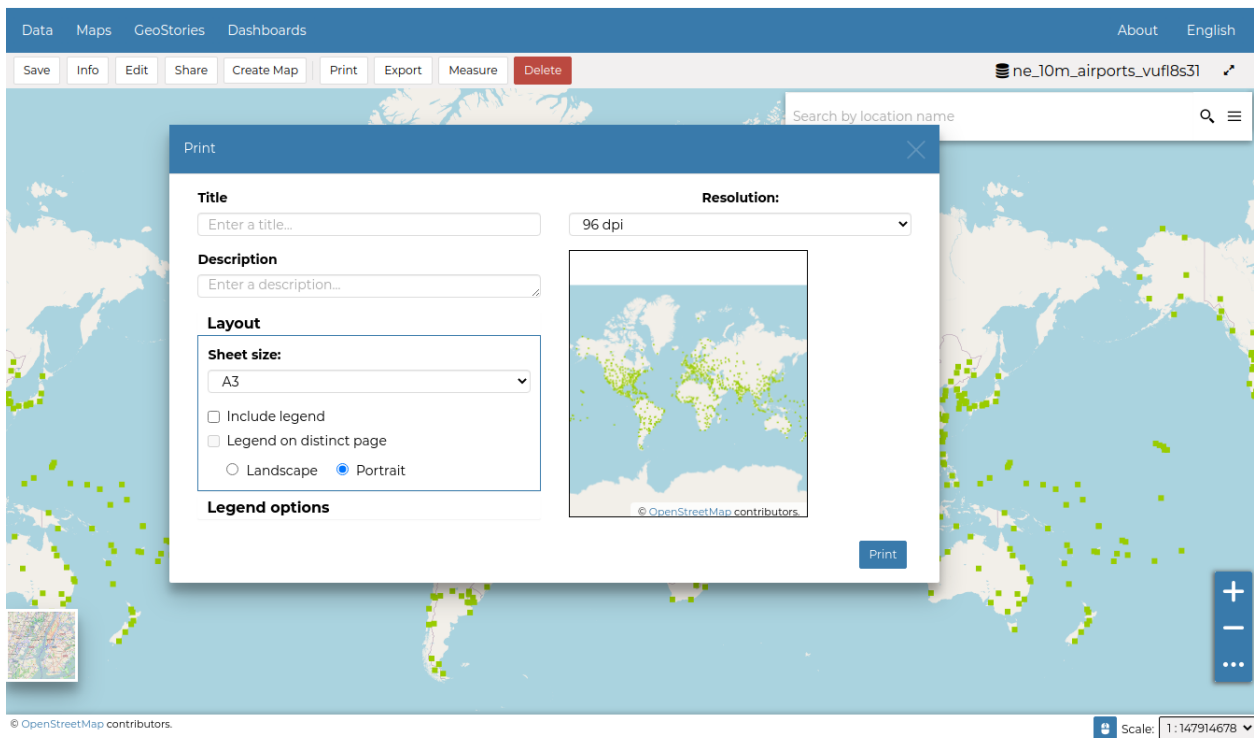 Data Maps GeoStories Dashboards About English
Save Info Edit Share Create Map Print Export Measure Delete ne_10m_airports_vufl8s31
Search by location name
Print
Title Resolution:
Enter a title... 96 dpi
Description
Enter a description...
Layout
Sheet size:
A3
Include legend
Legend on distinct page
Landscape Portrait
Legend options
© OpenStreetMap contributors.
Print
© OpenStreetMap contributors. Scale: 1 : 147914678